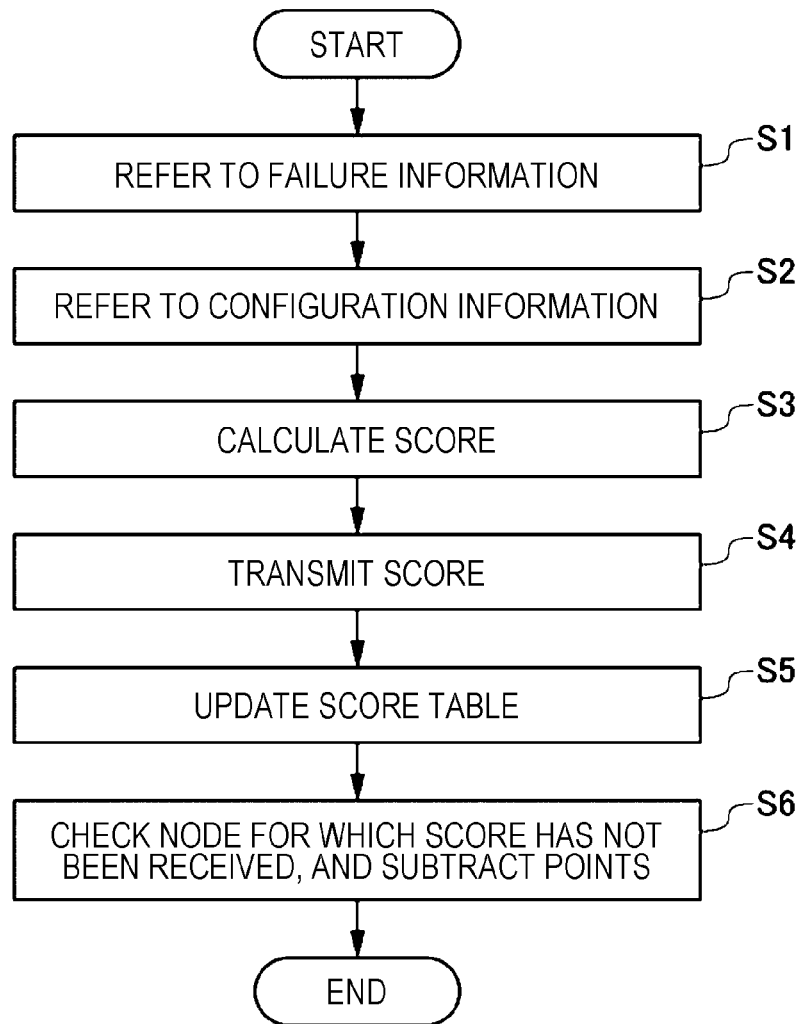 START
S1
REFER TO FAILURE INFORMATION
S2
REFER TO CONFIGURATION INFORMATION
S3
CALCULATE SCORE
S4
TRANSMIT SCORE
S5
UPDATE SCORE TABLE
S6
CHECK NODE FOR WHICH SCORE HAS NOT
BEEN RECEIVED, AND SUBTRACT POINTS
END